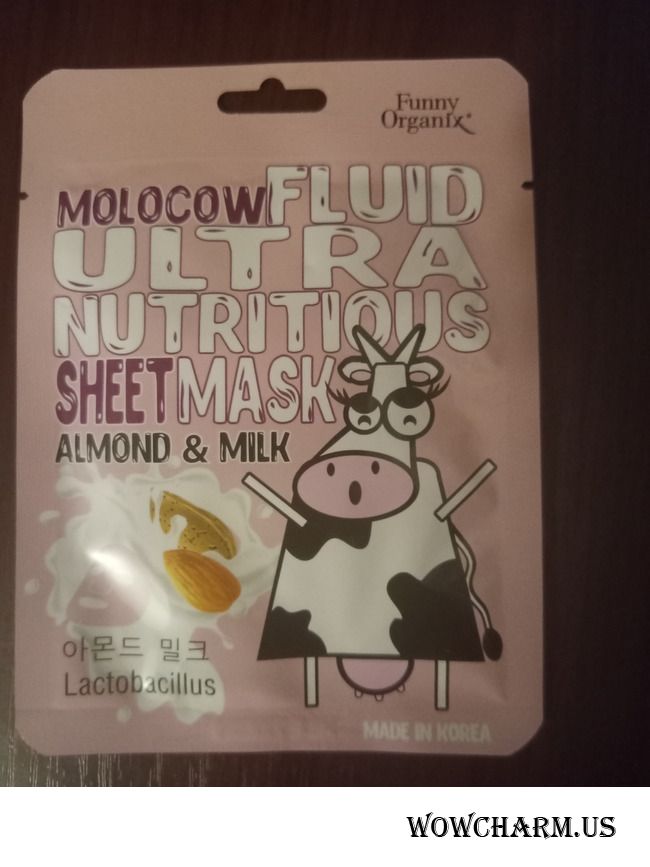 Funny
Organix
MOLOCOW FLUID
ULTRA
NUTRITIOUS
SHEET MASK
ALMOND & MILK
아몬드 밀크
Lactobacillus
MADE IN KOREA
WOWCHARM.US